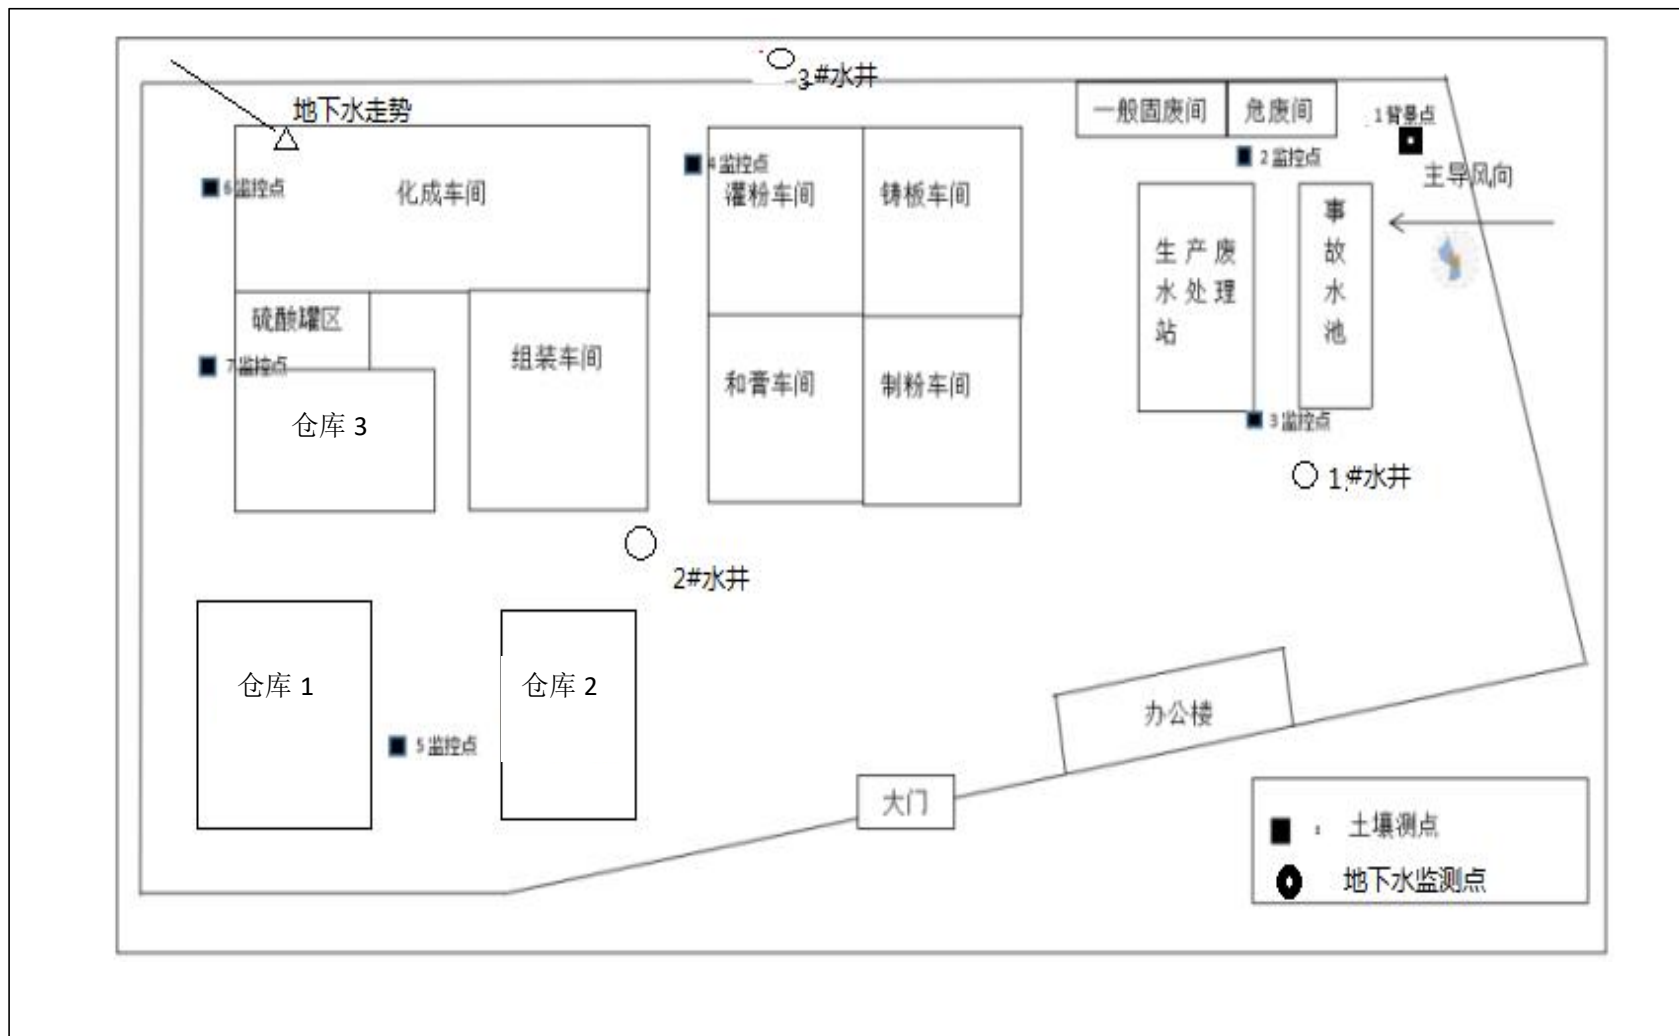 3.#水井
地下水走势
一般固废间
危废间
1背景点
6监控点
化成车间
4监控点
灌粉车间
铸板车间
2监控点
主导风向
生产废
水处理
站
事
故
水
池
硫酸罐区
7监控点
组装车间
和膏车间
制粉车间
仓库 3
3监控点
1.#水井
2#水井
仓库 1
仓库 2
5监控点
办公楼
大门
土壤测点
地下水监测点